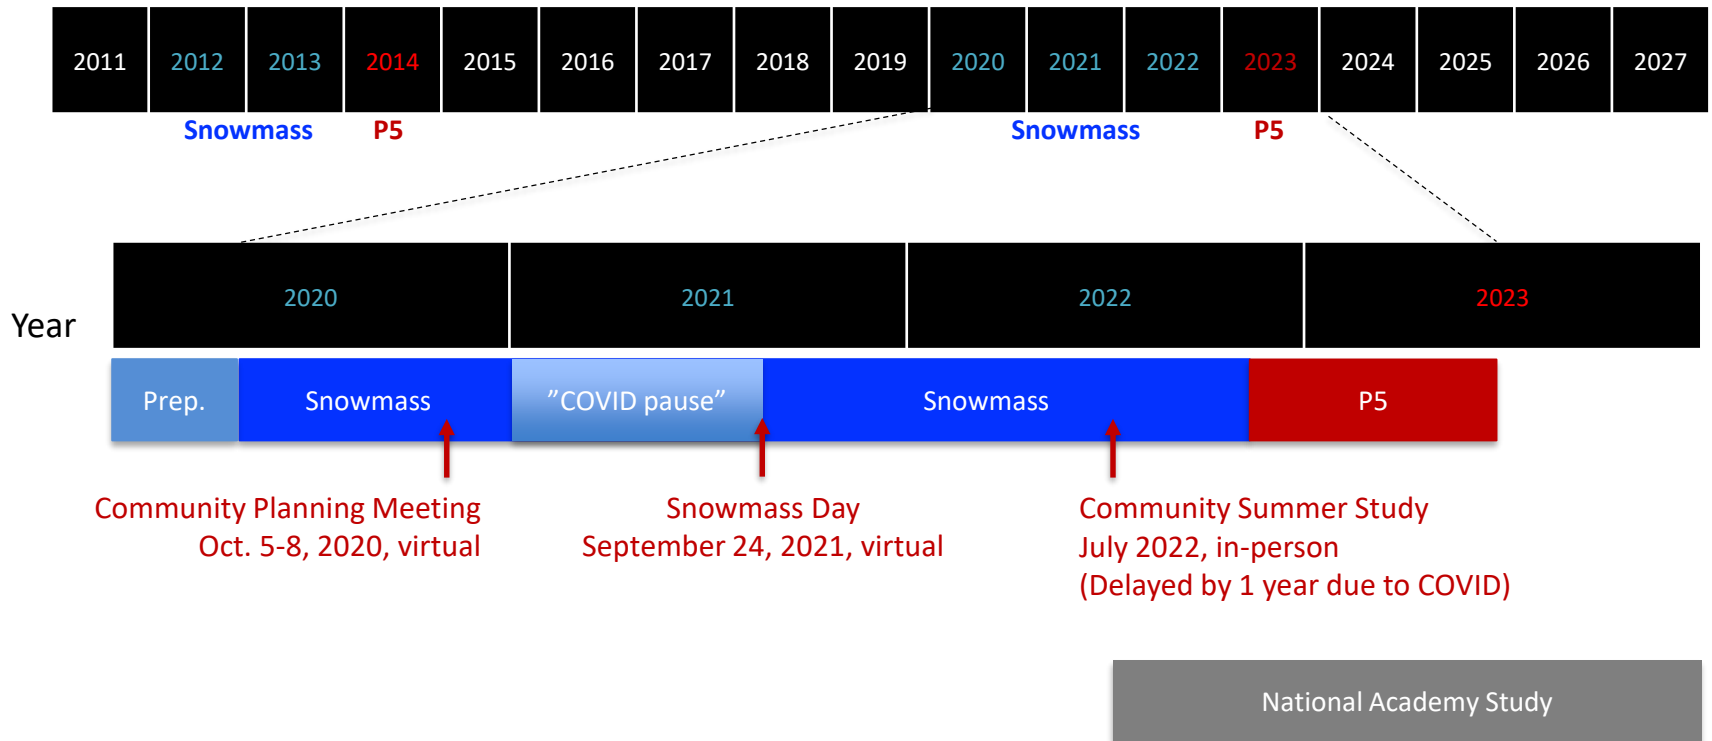 2011 2012 2013 2014 2015 2016 2017 2018 2019 2020 2021 2022 2023 2024 2025 2026 2027
Snowmass P5 Snowmass P5
2020 2021 2022 2023
Year
Prep. Snowmass ”COVID pause” Snowmass P5
Community Planning Meeting
Oct. 5-8, 2020, virtual
Snowmass Day
September 24, 2021, virtual
Community Summer Study
July 2022, in-person
(Delayed by 1 year due to COVID)
National Academy Study